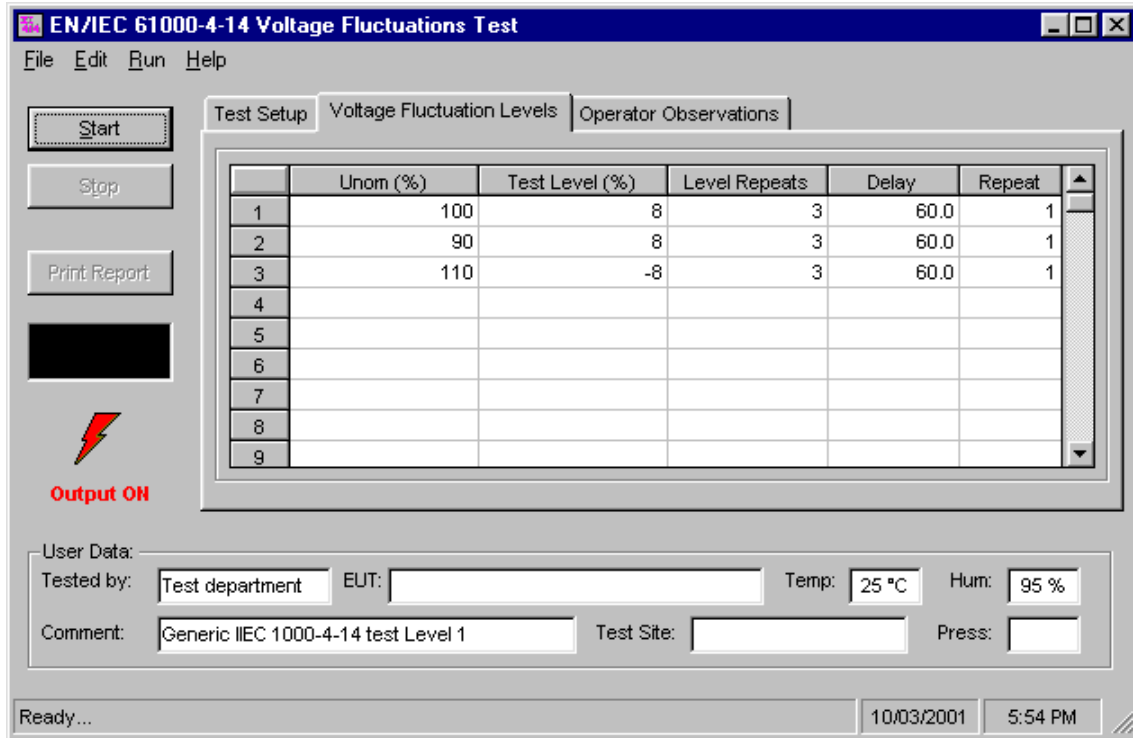 EN/IEC 61000-4-14 Voltage Fluctuations Test
File Edit Run Help
Start
Stop
Print Report
Output ON
Test Setup Voltage Fluctuation Levels Operator Observations
Unom (%) Test Level (%) Level Repeats Delay Repeat
1 100 8 3 60.0 1
2 90 8 3 60.0 1
3 110 -8 3 60.0 1
4
5
6
7
8
9
User Data:
Tested by: Test department EUT: Temp: 25 °C Hum: 95 %
Comment: Generic IIEC 1000-4-14 test Level 1 Test Site: Press:
Ready... 10/03/2001 5:54 PM